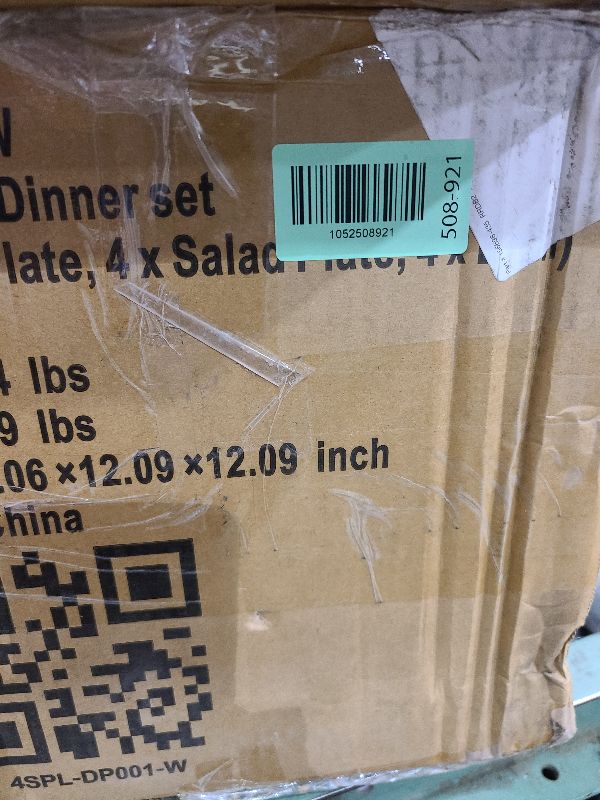 N
Dinner set
1052508921
508-921
late, 4 x Salad Plate, 4 x
4 lbs
9 lbs
.06 ×12.09 ×12.09 inch
China
4SPL-DP001-W